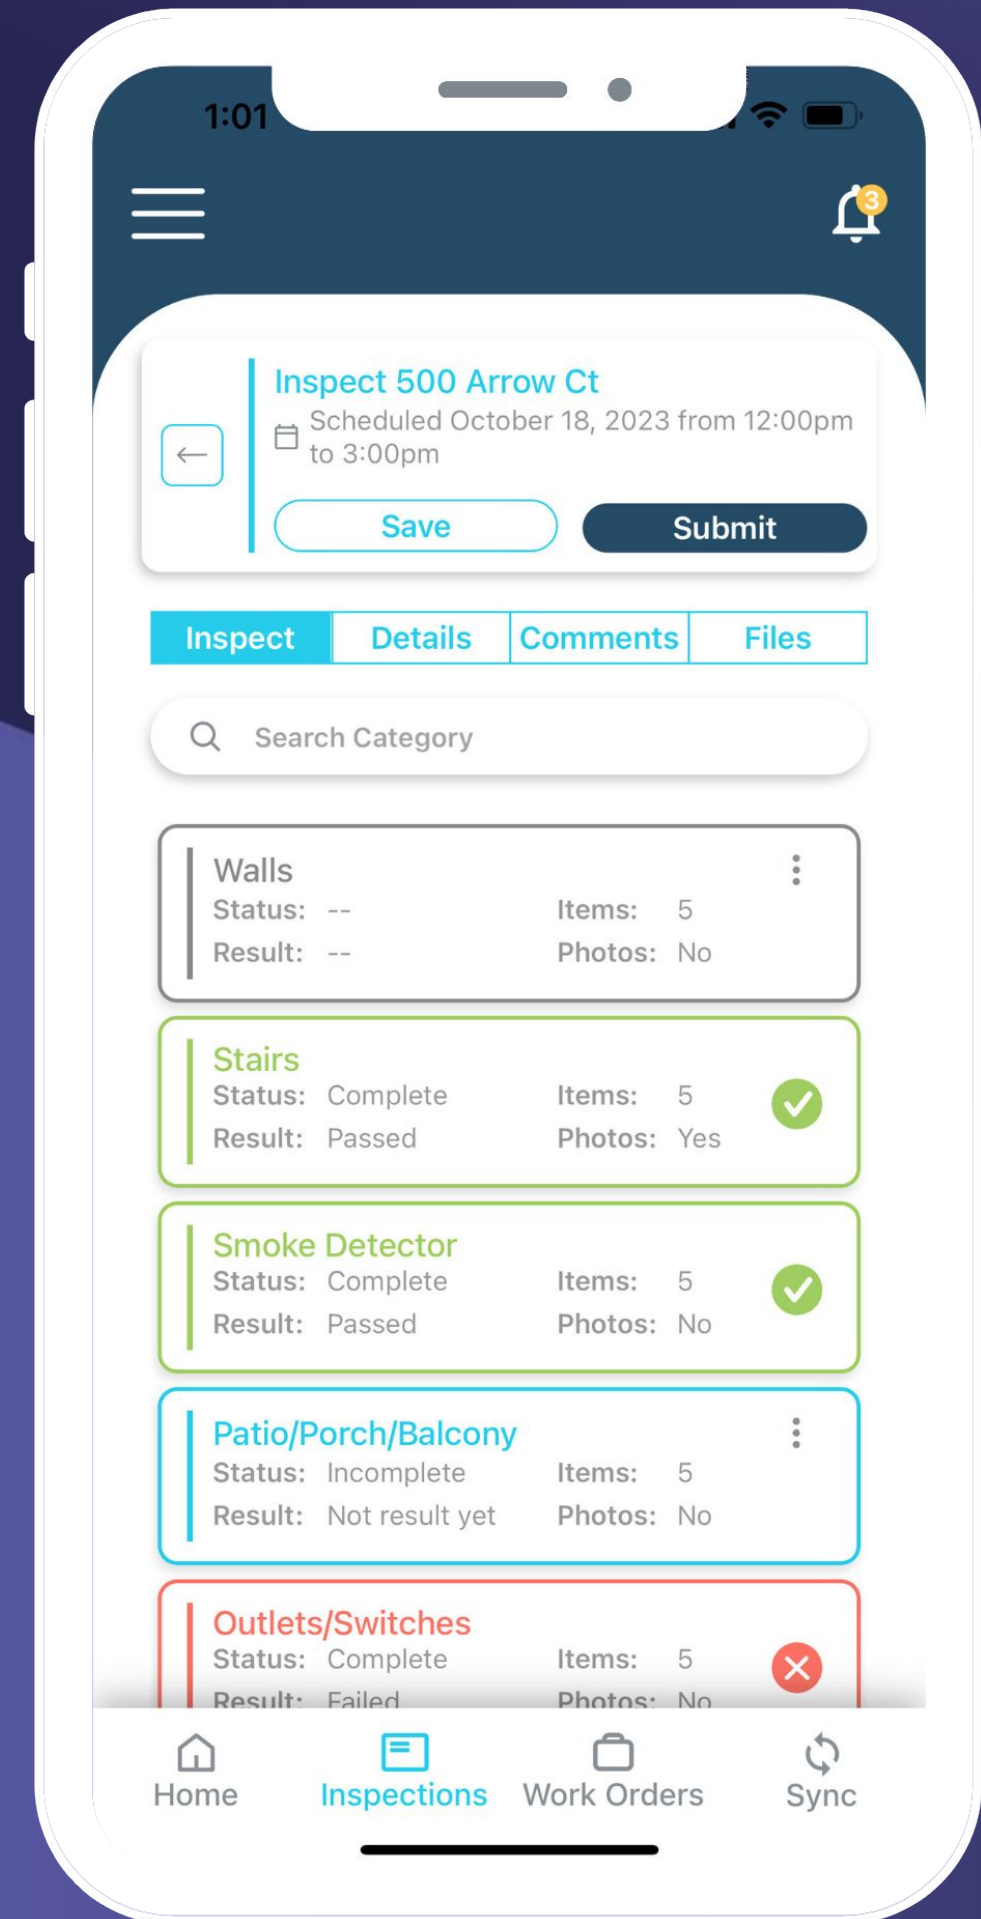 1:01
3
Inspect 500 Arrow Ct
Scheduled October 18, 2023 from 12:00pm
to 3:00pm
Save Submit
Inspect Details Comments Files
Search Category
Walls
Status: -- Items: 5
Result: -- Photos: No
Stairs
Status: Complete Items: 5
Result: Passed Photos: Yes
Smoke Detector
Status: Complete Items: 5
Result: Passed Photos: No
Patio/Porch/Balcony
Status: Incomplete Items: 5
Result: Not result yet Photos: No
Outlets/Switches
Status: Complete Items: 5
Result: Failed Photos: No
Home Inspections Work Orders Sync